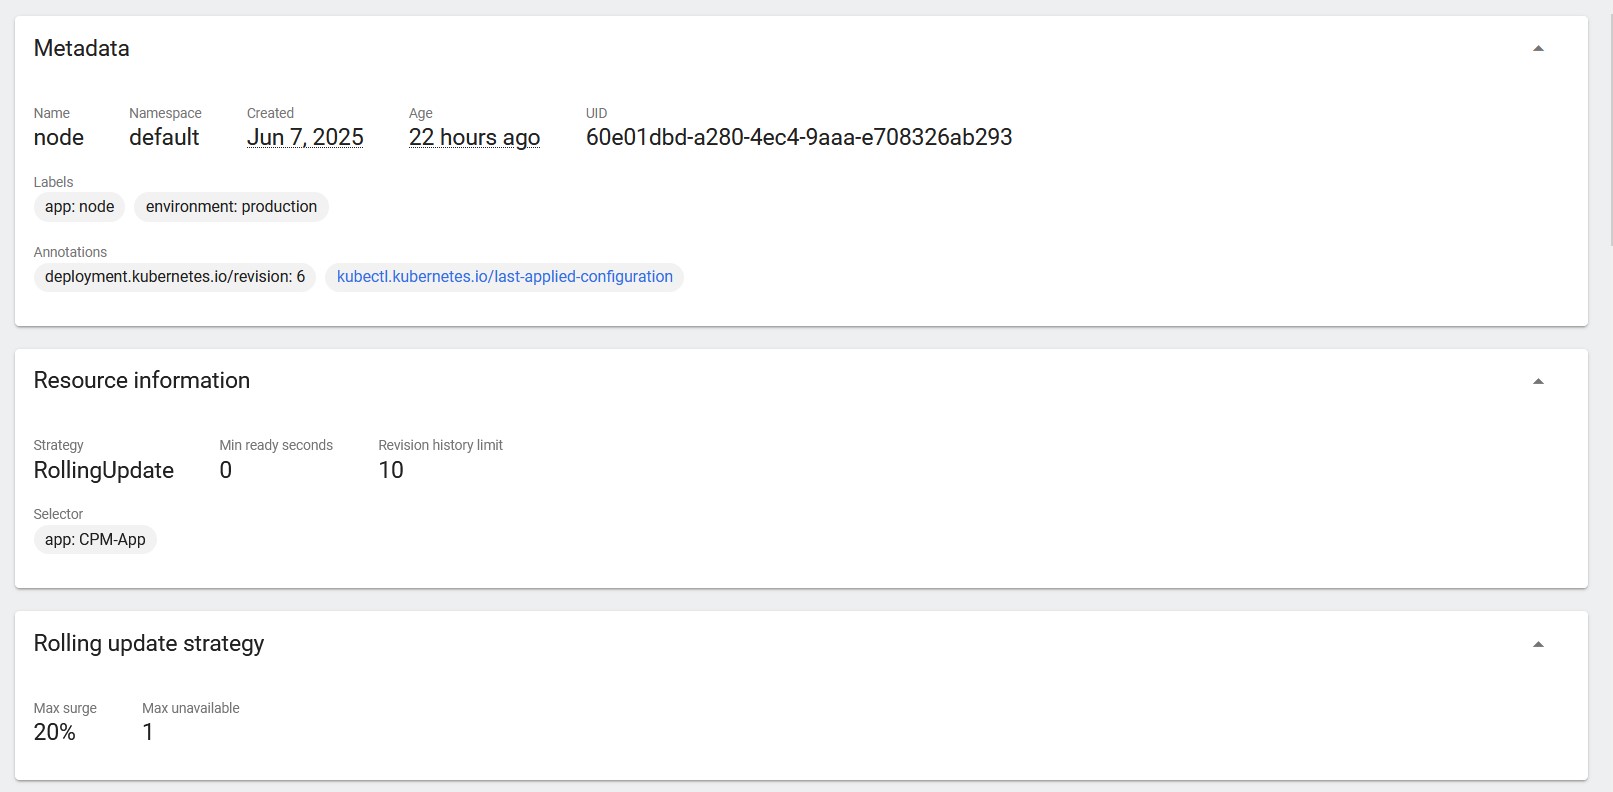 Metadata
Name Namespace Created Age UID
node default Jun 7, 2025 22 hours ago 60e01dbd-a280-4ec4-9aaa-e708326ab293
Labels
app: node environment: production
Annotations
deployment.kubernetes.io/revision: 6 kubectl.kubernetes.io/last-applied-configuration
Resource information
Strategy Min ready seconds Revision history limit
RollingUpdate 0 10
Selector
app: CPM-App
Rolling update strategy
Max surge Max unavailable
20% 1